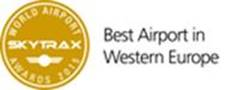 WORLD AIRPORT
SKYTRAX
AWARDS 2015
Best Airport in
Western Europe